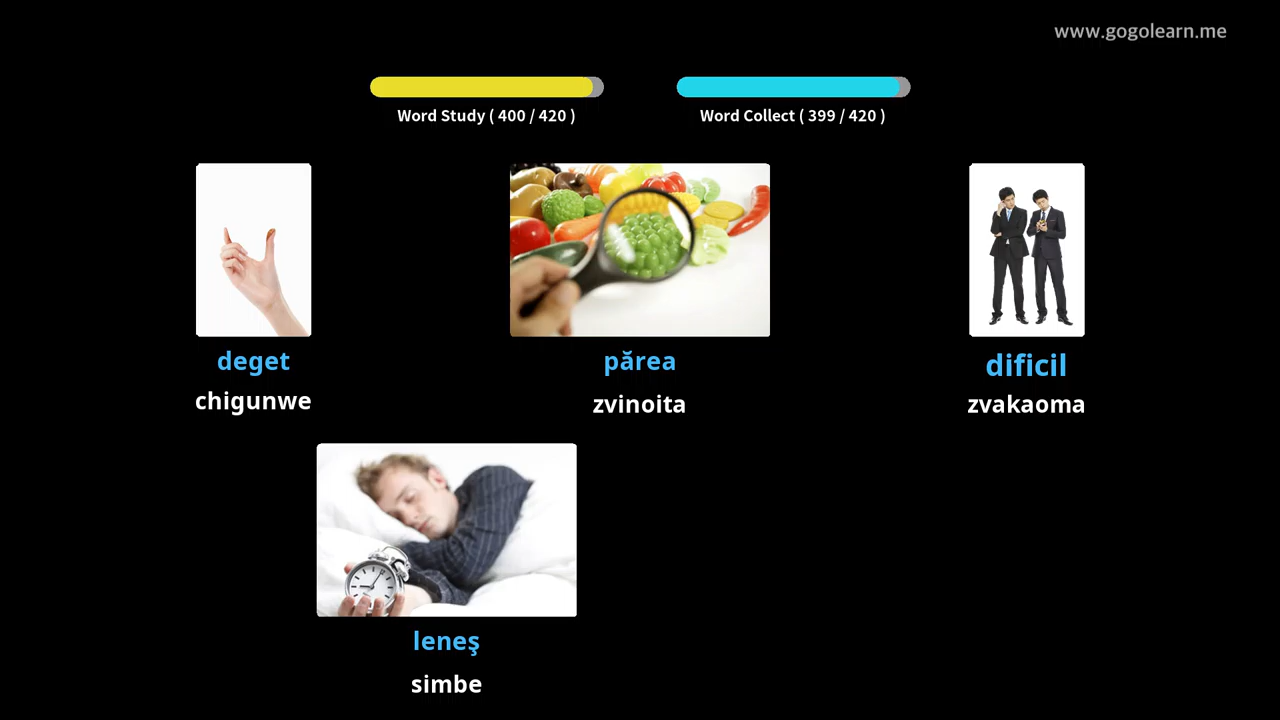 www.gogolearn.me
Word Study ( 400 / 420 )
Word Collect ( 399 / 420 )
deget
părea
dificil
chigunwe
zvinoita
zvakaoma
leneş
simbe